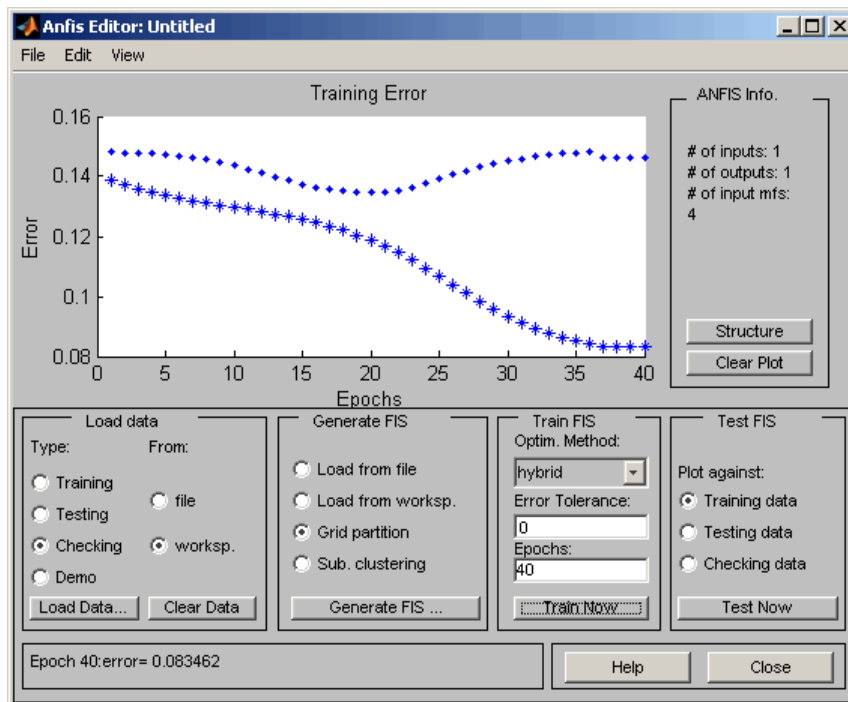 Anfis Editor: Untitled
File Edit View
Training Error
0.16
0.14
0.12
0.1
0.08
Error
0 5 10 15 20 25 30 35 40
Epochs
ANFIS Info.
# of inputs: 1
# of outputs: 1
# of input mfs:
4
Structure
Clear Plot
Load data
Type: From:
Training
Testing
Checking
Demo
file
worksp.
Load Data... Clear Data
Generate FIS
Load from file
Load from worksp.
Grid partition
Sub. clustering
Generate FIS ...
Train FIS
Optim. Method:
hybrid
Error Tolerance:
0
Epochs:
40
Train Now
Test FIS
Plot against:
Training data
Testing data
Checking data
Test Now
Epoch 40:error= 0.083462
Help Close